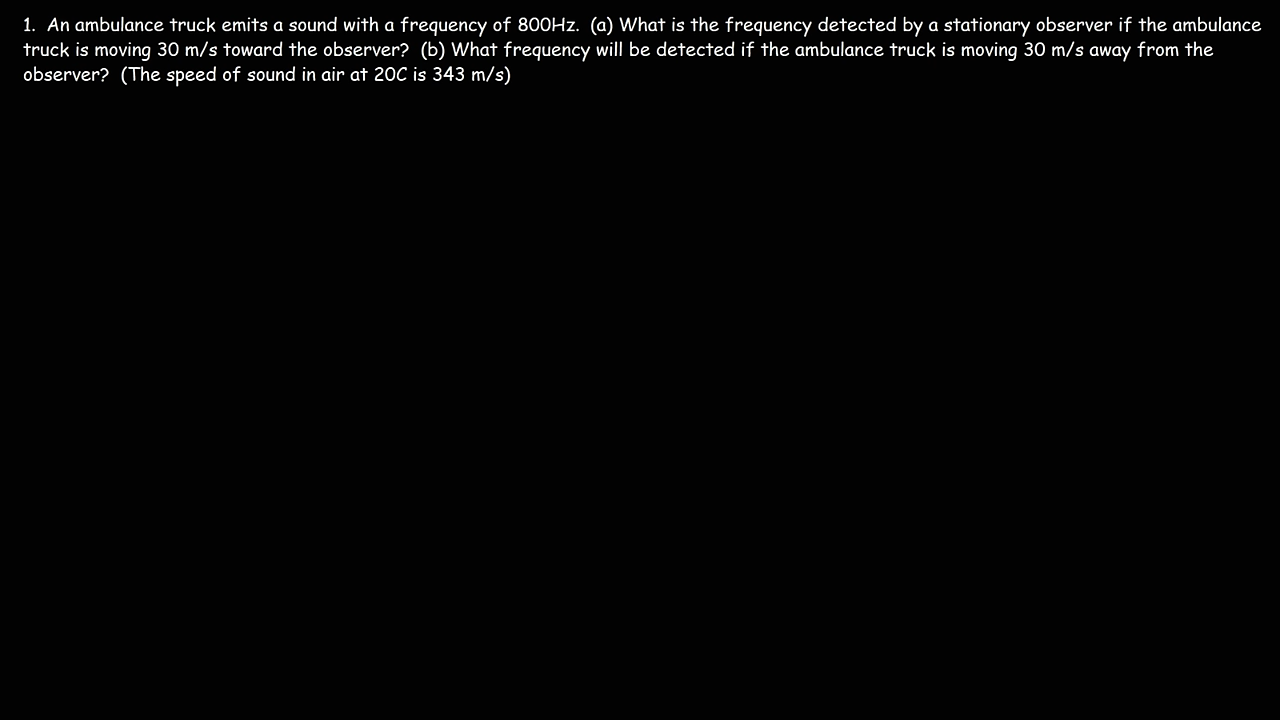 1.  An ambulance truck emits a sound with a frequency of 800Hz.  (a) What is the frequency detected by a stationary observer if the ambulance
truck is moving 30 m/s toward the observer?  (b) What frequency will be detected if the ambulance truck is moving 30 m/s away from the
observer?  (The speed of sound in air at 20C is 343 m/s)